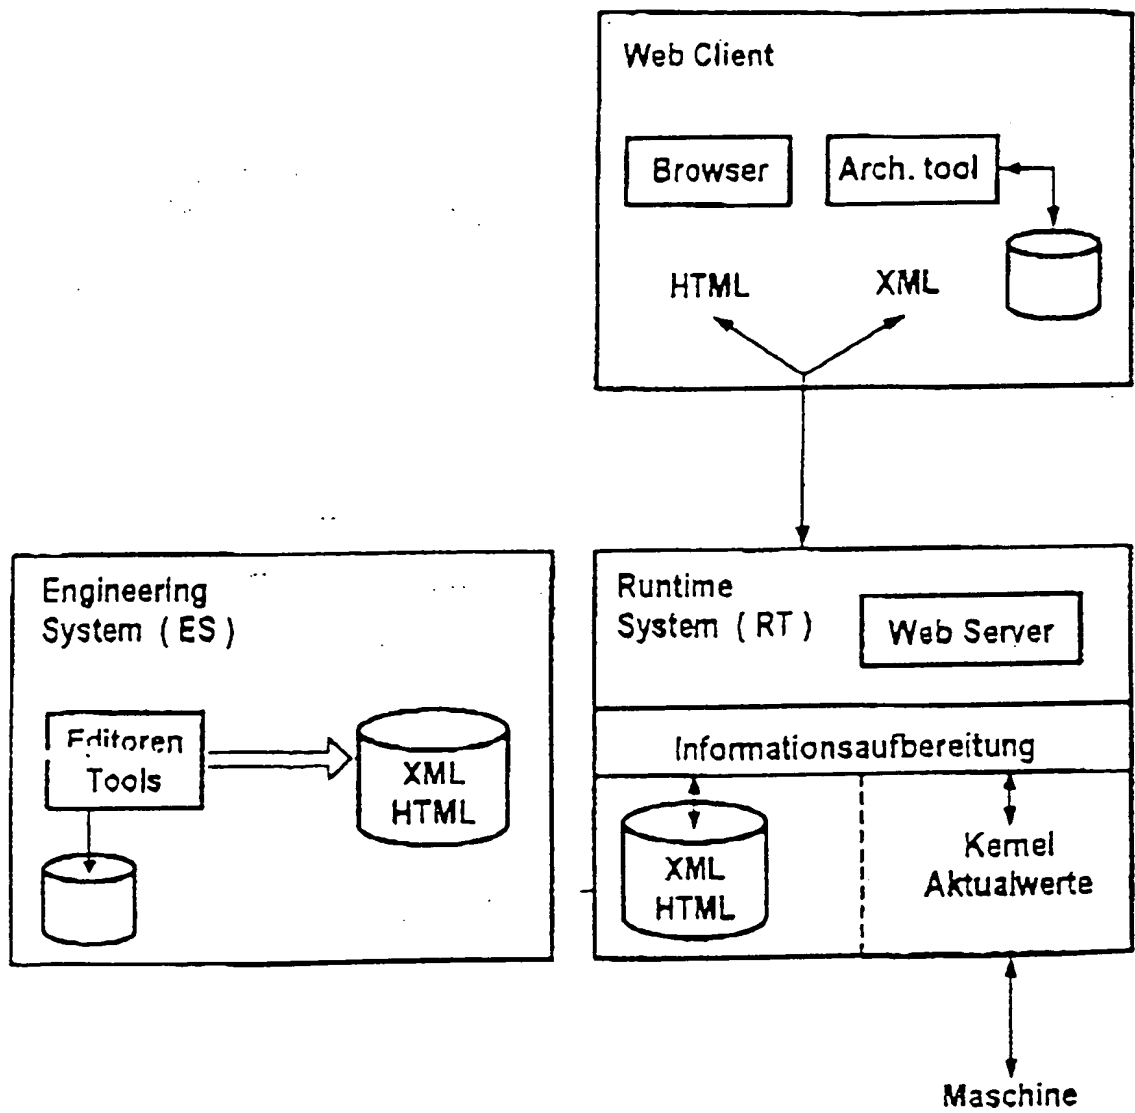 Web Client
Browser
Arch. tool
HTML
XML
Engineering
System ( ES )
Editoren
Tools
XML
HTML
Runtime
System ( RT )
Web Server
Informationsaufbereitung
XML
HTML
Kernel
Aktualwerte
Maschine